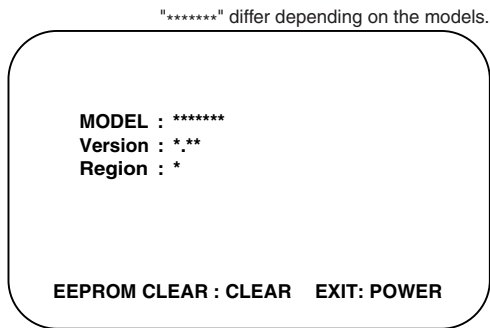 "*******" differ depending on the models.
MODEL : *******
Version : *.**
Region : *
EEPROM CLEAR : CLEAR EXIT: POWER